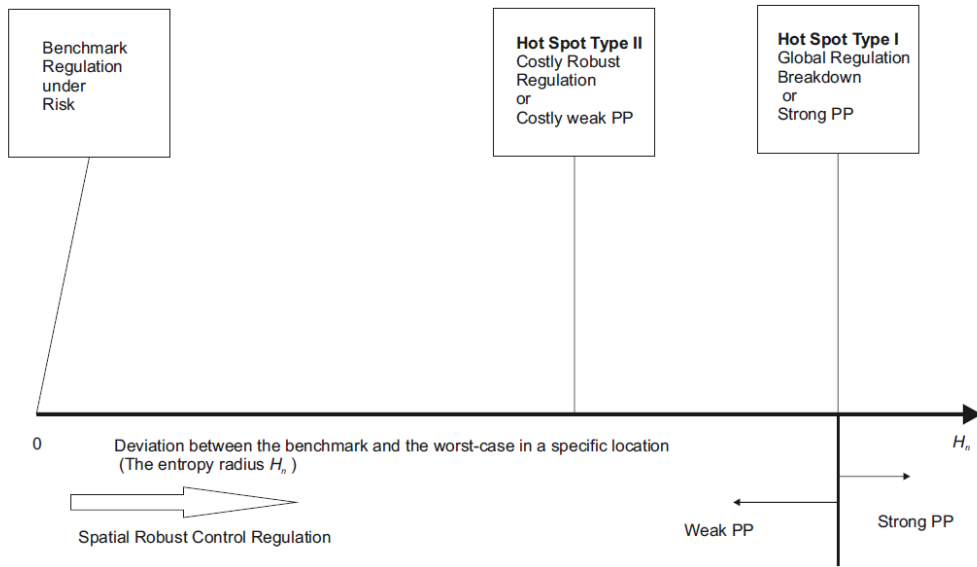 Benchmark
Regulation
under
Risk
Hot Spot Type II
Costly Robust
Regulation
or
Costly weak PP
Hot Spot Type I
Global Regulation
Breakdown
or
Strong PP
0
Deviation between the benchmark and the worst-case in a specific location
(The entropy radius Hn )
Hn
Spatial Robust Control Regulation
Weak PP
Strong PP